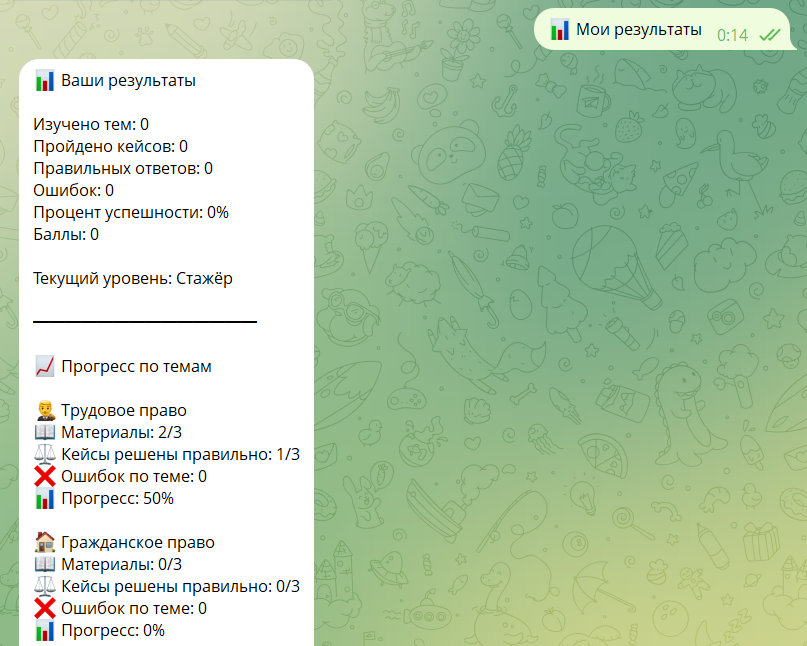 📊 Мои результаты 0:14
📊 Ваши результаты
Изучено тем: 0
Пройдено кейсов: 0
Правильных ответов: 0
Ошибок: 0
Процент успешности: 0%
Баллы: 0
Текущий уровень: Стажёр
📈 Прогресс по темам
👨‍💼 Трудовое право
📖 Материалы: 2/3
⚖️ Кейсы решены правильно: 1/3
❌ Ошибок по теме: 0
📊 Прогресс: 50%
🏠 Гражданское право
📖 Материалы: 0/3
⚖️ Кейсы решены правильно: 0/3
❌ Ошибок по теме: 0
📊 Прогресс: 0%